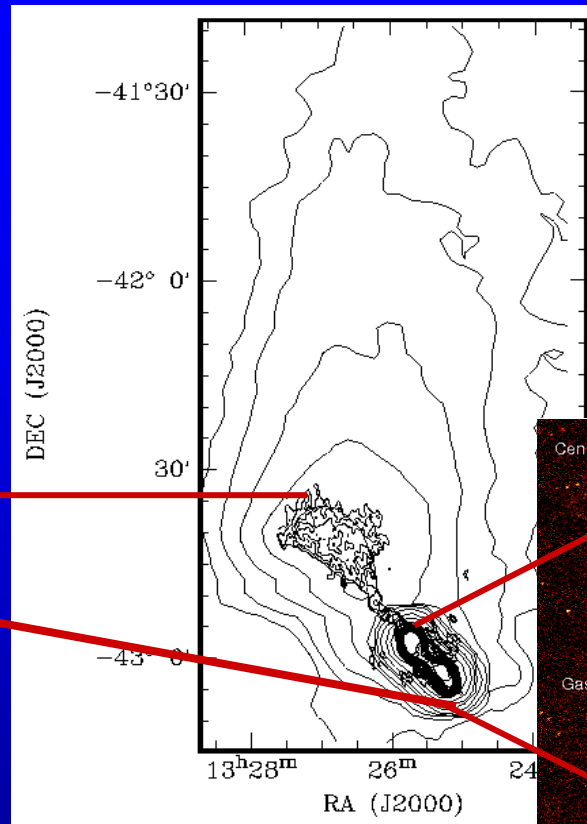 -41°30'
-42° 0'
30'
-43° 0'
DEC (J2000)
13ʰ28ᵐ
26ᵐ
24
RA (J2000)
Cen
Gas